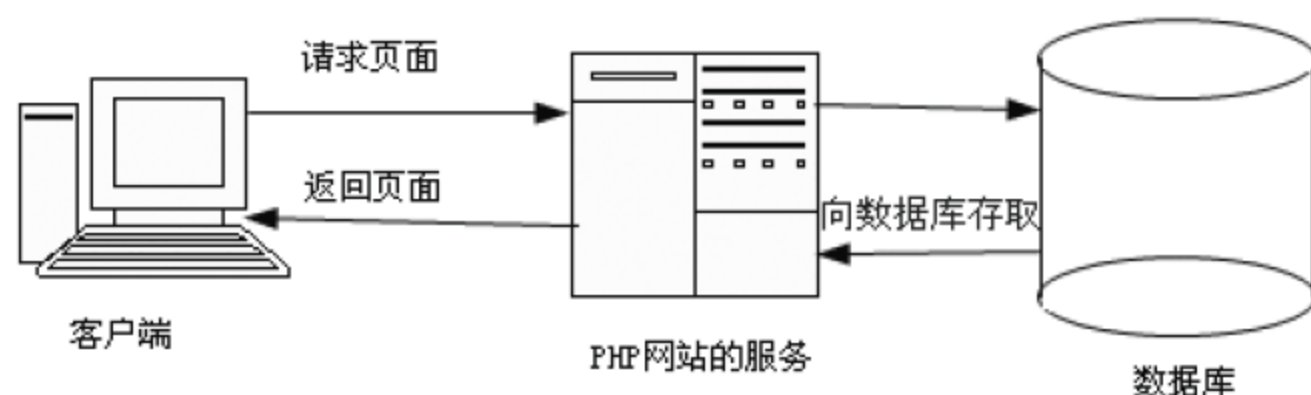 请求页面
返回页面
向数据库存取
客户端
PHP网站的服务
数据库